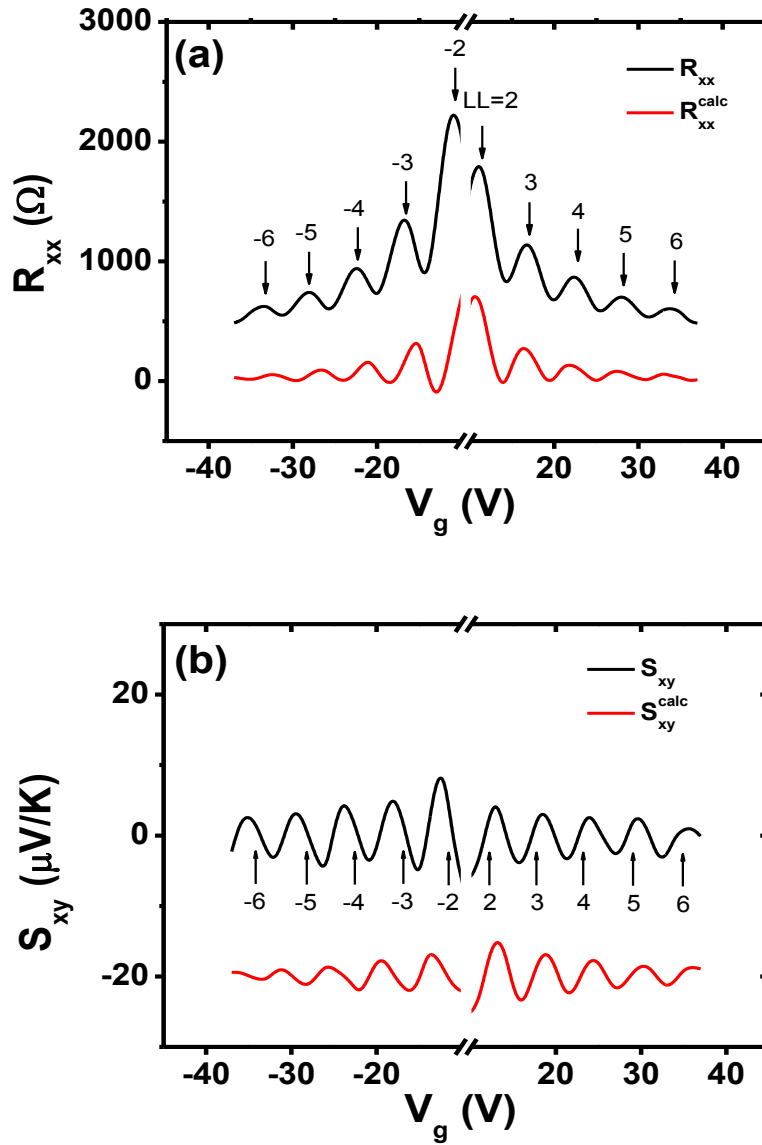 (a)
3000
2000
1000
0
R_xx (Ω)
-2
LL=2
-3
3
-4
4
-5
5
-6
6
R_xx
R_xx^calc
-40 -30 -20 20 30 40
V_g (V)
(b)
20
0
-20
S_xy (μV/K)
S_xy
S_xy^calc
-6 -5 -4 -3 -2 2 3 4 5 6
-40 -30 -20 20 30 40
V_g (V)